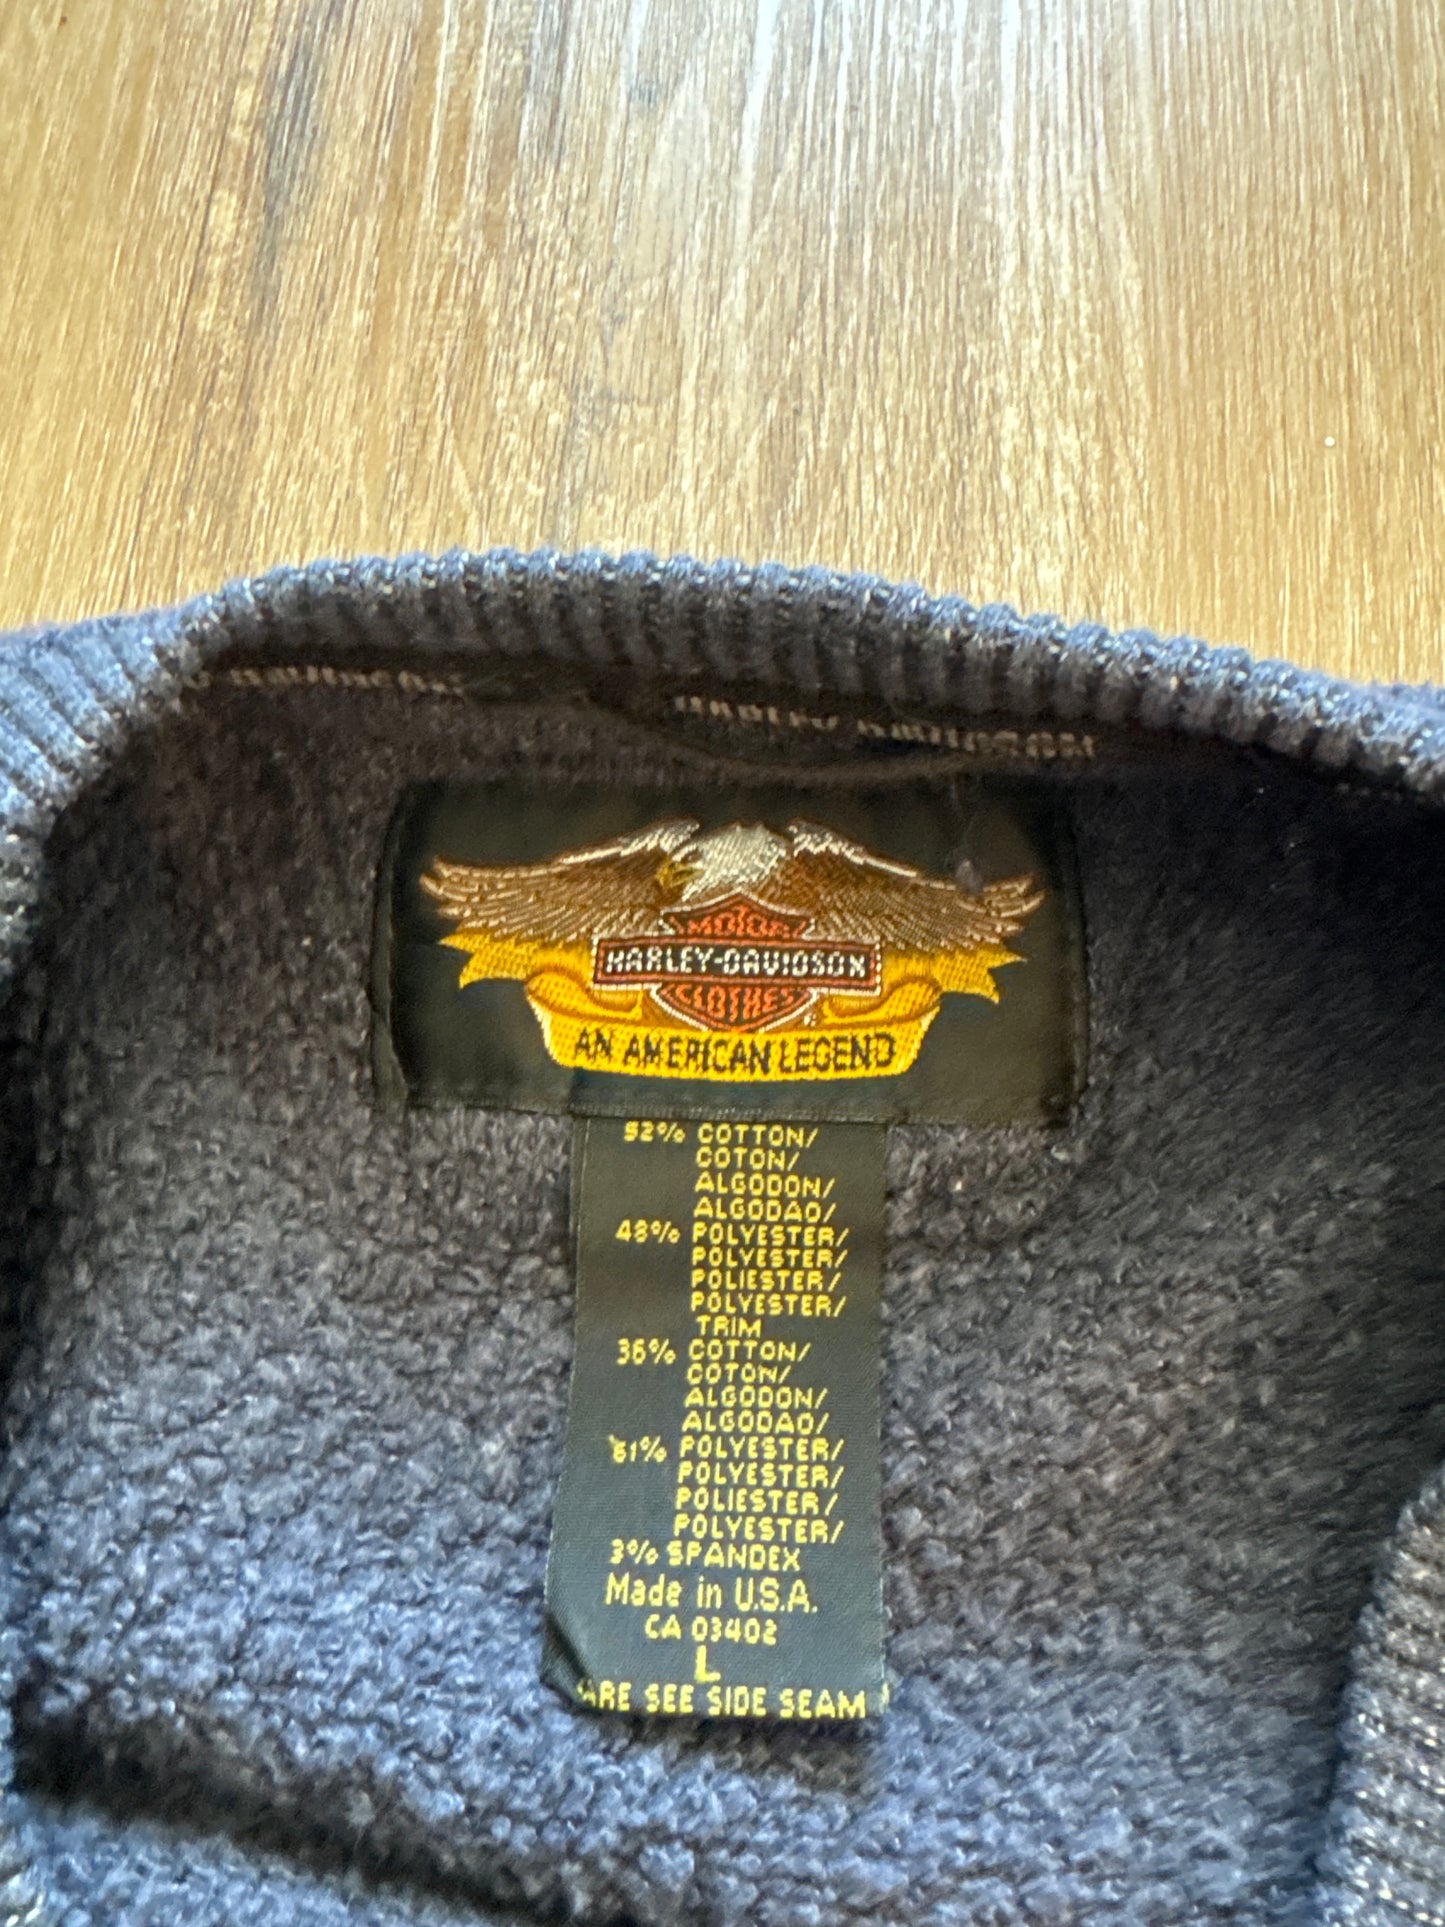 HARLEY-DAVIDSON
MOTOR
HARLEY-DAVIDSON
CLOTHES
®
AN AMERICAN LEGEND
52% COTTON/
COTON/
ALGODON/
ALGODAO/
48% POLYESTER/
POLYESTER/
POLIESTER/
POLYESTER/
TRIM
36% COTTON/
COTON/
ALGODON/
ALGODAO/
61% POLYESTER/
POLYESTER/
POLIESTER/
POLYESTER/
3% SPANDEX
Made in U.S.A.
CA 03402
L
ARE SEE SIDE SEAM